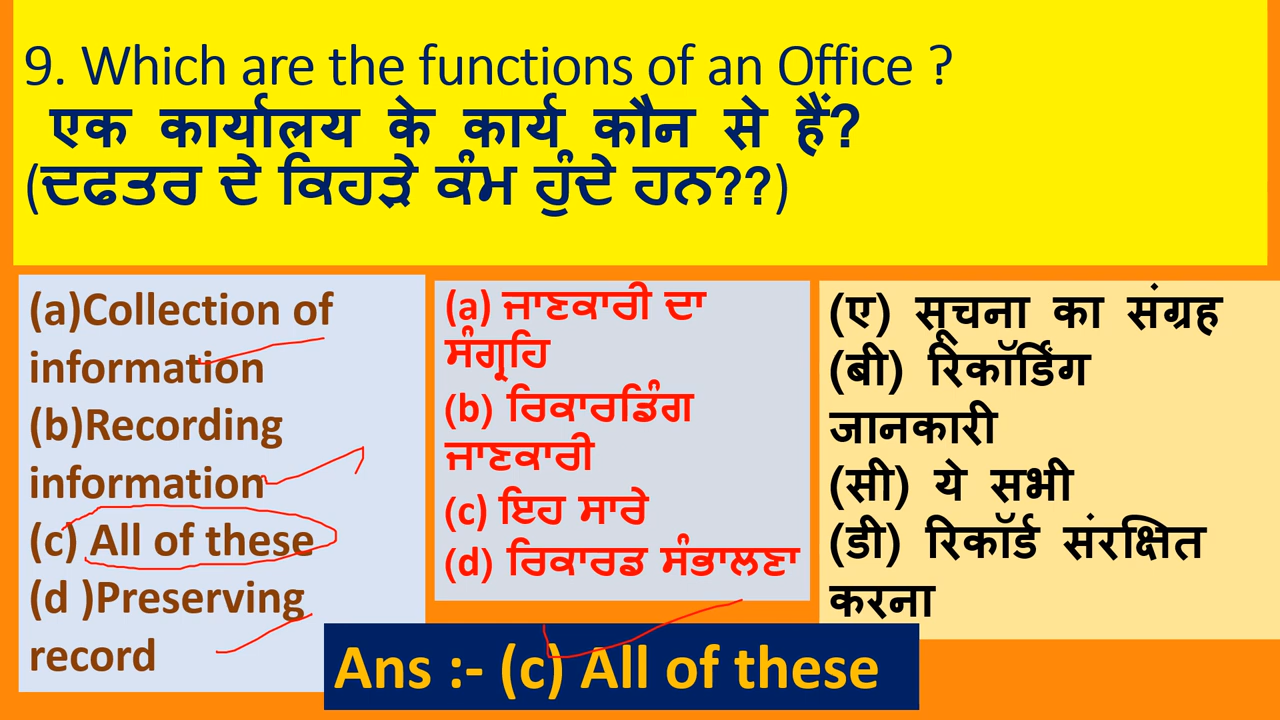 9. Which are the functions of an Office ?
एक कार्यालय के कार्य कौन से हैं?
(ਦਫਤਰ ਦੇ ਕਿਹੜੇ ਕੰਮ ਹੁੰਦੇ ਹਨ??)
(a)Collection of
information
(b)Recording
information
(c) All of these
(d )Preserving
record
(a) ਜਾਣਕਾਰੀ ਦਾ
ਸੰਗ੍ਰਹਿ
(b) ਰਿਕਾਰਡਿੰਗ
ਜਾਣਕਾਰੀ
(c) ਇਹ ਸਾਰੇ
(d) ਰਿਕਾਰਡ ਸੰਭਾਲਣਾ
(ए) सूचना का संग्रह
(बी) रिकॉर्डिंग
जानकारी
(सी) ये सभी
(डी) रिकॉर्ड संरक्षित
करना
Ans :- (c) All of these